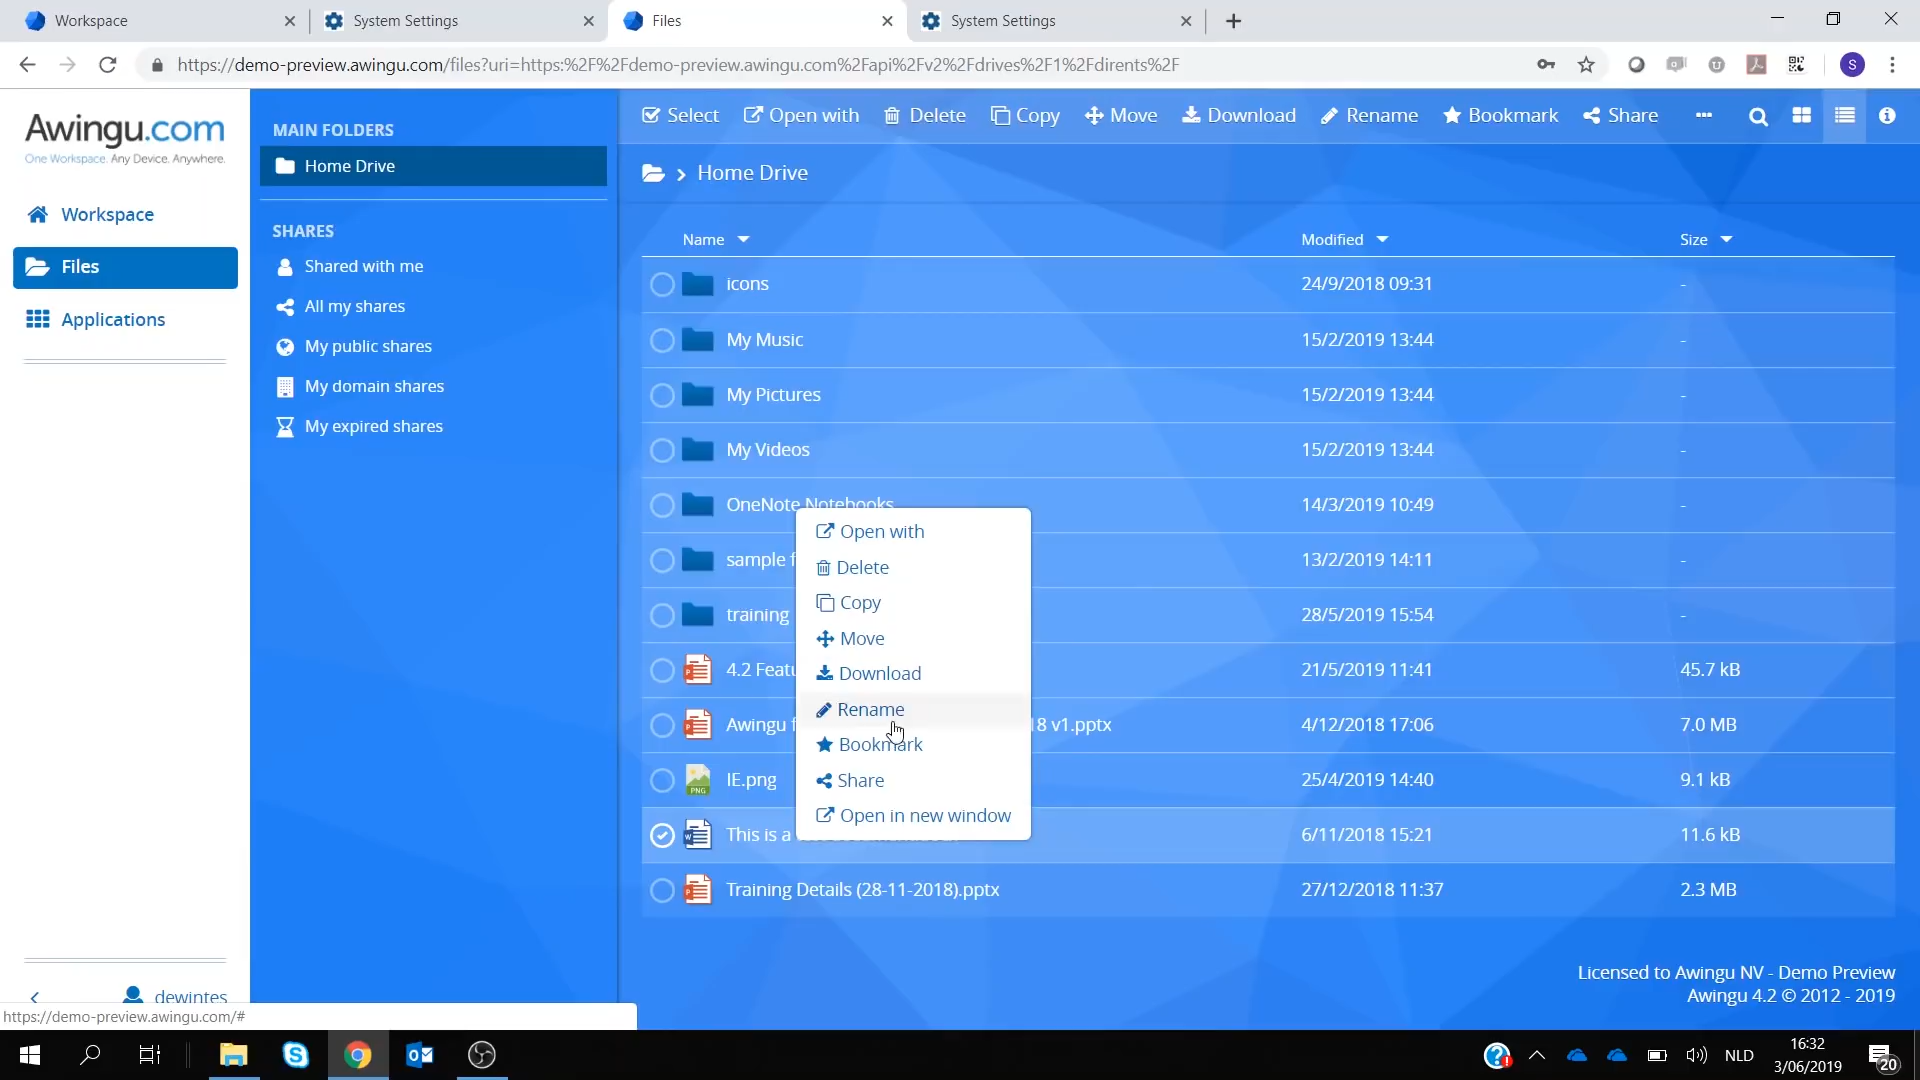 Workspace
System Settings
Files
System Settings
https://demo-preview.awingu.com/files?uri=https:%2F%2Fdemo-preview.awingu.com%2Fapi%2Fv2%2Fdrives%2F1%2Fdirents%2F
S
Awingu.com
One Workspace. Any Device. Anywhere.
Workspace
Files
Applications
dewintes
https://demo-preview.awingu.com/#
MAIN FOLDERS
Home Drive
SHARES
Shared with me
All my shares
My public shares
My domain shares
My expired shares
Select Open with Delete Copy Move Download Rename Bookmark Share
Home Drive
Name Modified Size
icons 24/9/2018 09:31 -
My Music 15/2/2019 13:44 -
My Pictures 15/2/2019 13:44 -
My Videos 15/2/2019 13:44 -
OneNote Notebooks 14/3/2019 10:49 -
sample 13/2/2019 14:11 -
training 28/5/2019 15:54 -
4.2 21/5/2019 11:41 45.7 kB
Awingu 18 v1.pptx 4/12/2018 17:06 7.0 MB
IE.png 25/4/2019 14:40 9.1 kB
This is a 6/11/2018 15:21 11.6 kB
Training Details (28-11-2018).pptx 27/12/2018 11:37 2.3 MB
Open with
Delete
Copy
Move
Download
Rename
Bookmark
Share
Open in new window
PNG
Licensed to Awingu NV - Demo Preview
Awingu 4.2 © 2012 - 2019
NLD
16:32
3/06/2019
20